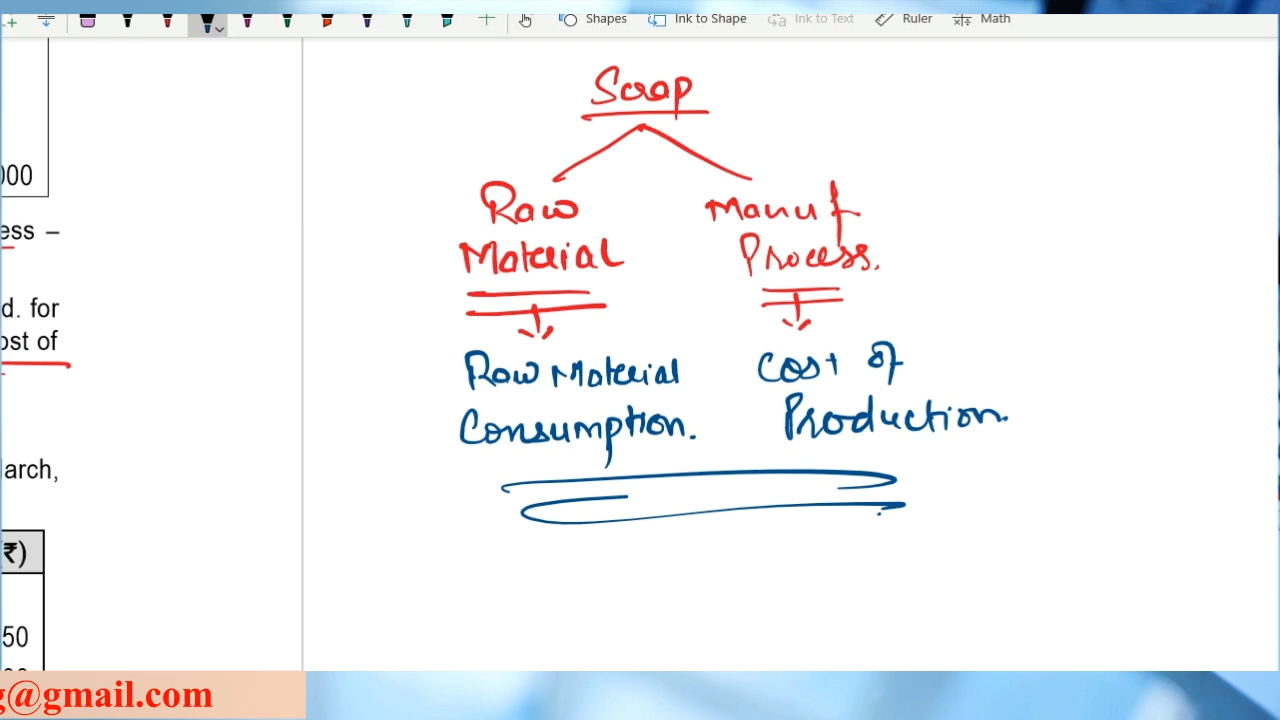 Shapes
Ink to Shape
Ink to Text
Ruler
Math
000
ess –
d. for
ost of
arch,
₹)
50
Scrap
Raw Manuf
Material Process.
Raw Material Cost of
Consumption. Production.
g@gmail.com